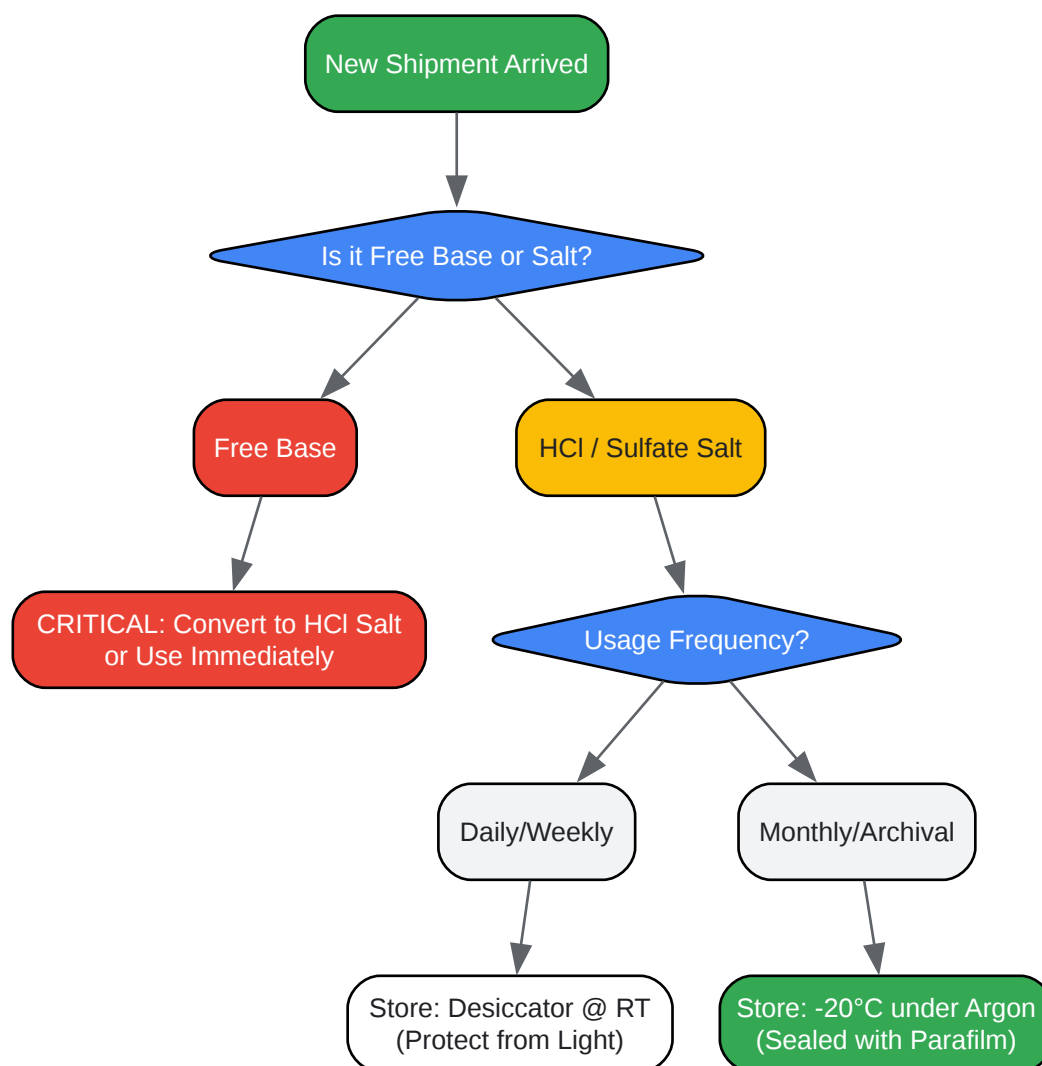 New Shipment Arrived
Is it Free Base or Salt?
Free Base
HCl / Sulfate Salt
CRITICAL: Convert to HCl Salt
or Use Immediately
Usage Frequency?
Daily/Weekly
Monthly/Archival
Store: Desiccator @ RT
(Protect from Light)
Store: -20°C under Argon
(Sealed with Parafilm)